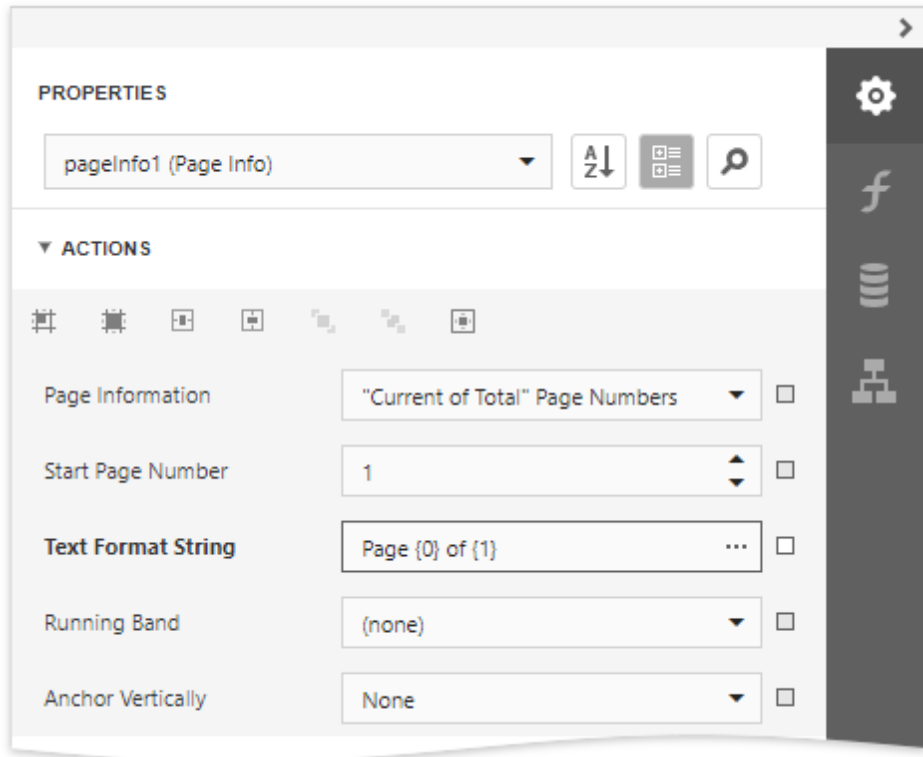 PROPERTIES
pageInfo1 (Page Info)
ACTIONS
Page Information "Current of Total" Page Numbers
Start Page Number 1
Text Format String Page {0} of {1}
Running Band (none)
Anchor Vertically None